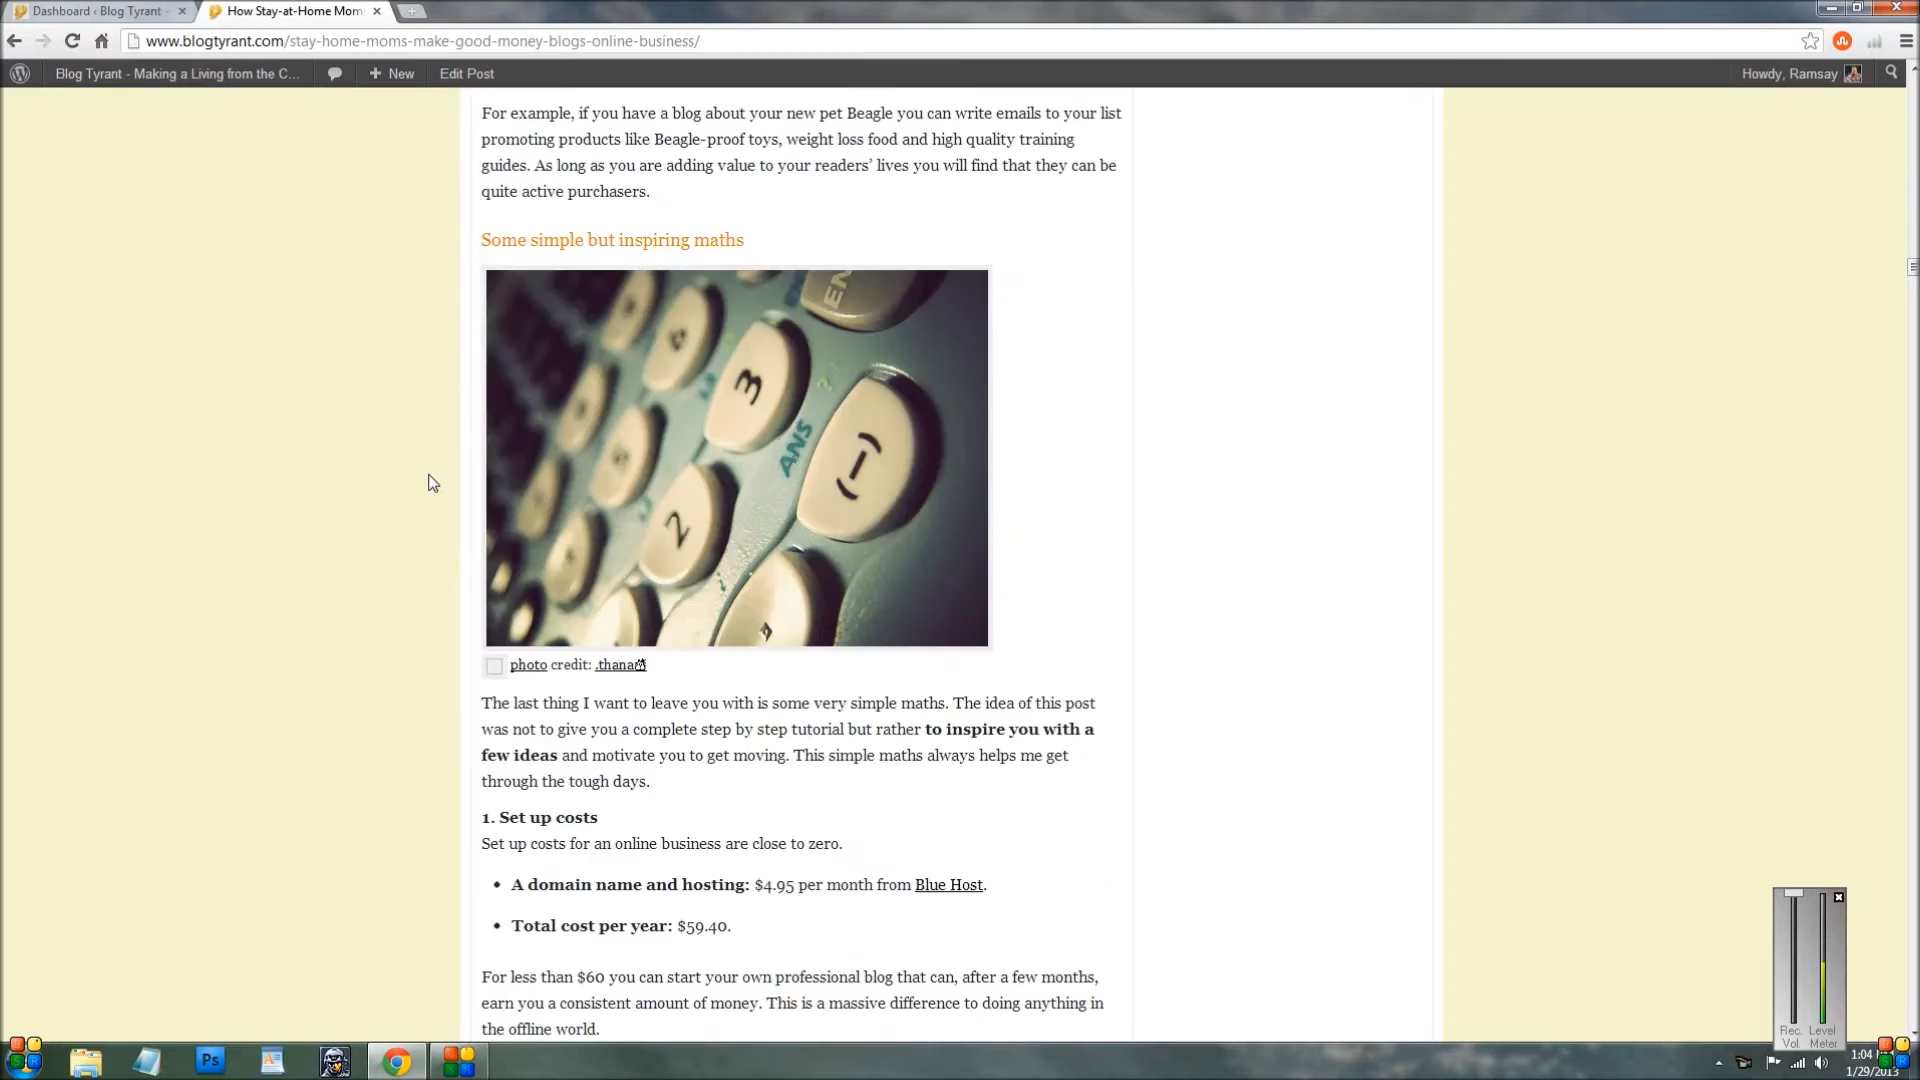 Dashboard ‹ Blog Tyrant
How Stay-at-Home Mom
www.blogtyrant.com/stay-home-moms-make-good-money-blogs-online-business/
Blog Tyrant - Making a Living from the C...
+ New
Edit Post
Howdy, Ramsay
For example, if you have a blog about your new pet Beagle you can write emails to your list
promoting products like Beagle-proof toys, weight loss food and high quality training
guides. As long as you are adding value to your readers’ lives you will find that they can be
quite active purchasers.
Some simple but inspiring maths
EN
6
3
ANS
(−)
5
2
photo credit: .thana
The last thing I want to leave you with is some very simple maths. The idea of this post
was not to give you a complete step by step tutorial but rather to inspire you with a
few ideas and motivate you to get moving. This simple maths always helps me get
through the tough days.
1. Set up costs
Set up costs for an online business are close to zero.
• A domain name and hosting: $4.95 per month from Blue Host.
• Total cost per year: $59.40.
For less than $60 you can start your own professional blog that can, after a few months,
earn you a consistent amount of money. This is a massive difference to doing anything in
the offline world.
Rec. Level
Vol. Meter
Ps
1:04
1/29/2013